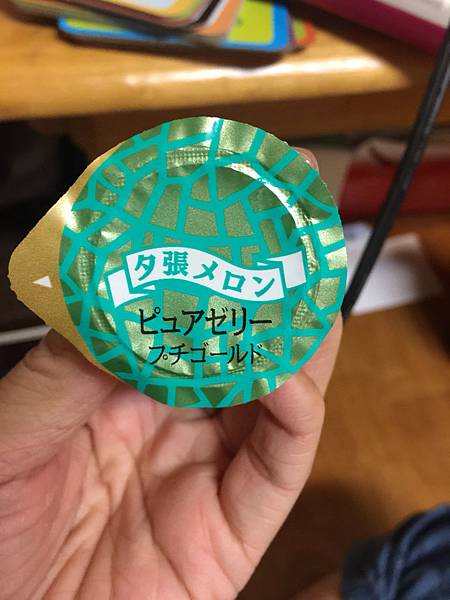 夕張メロン
ピュアゼリー
プチゴールド